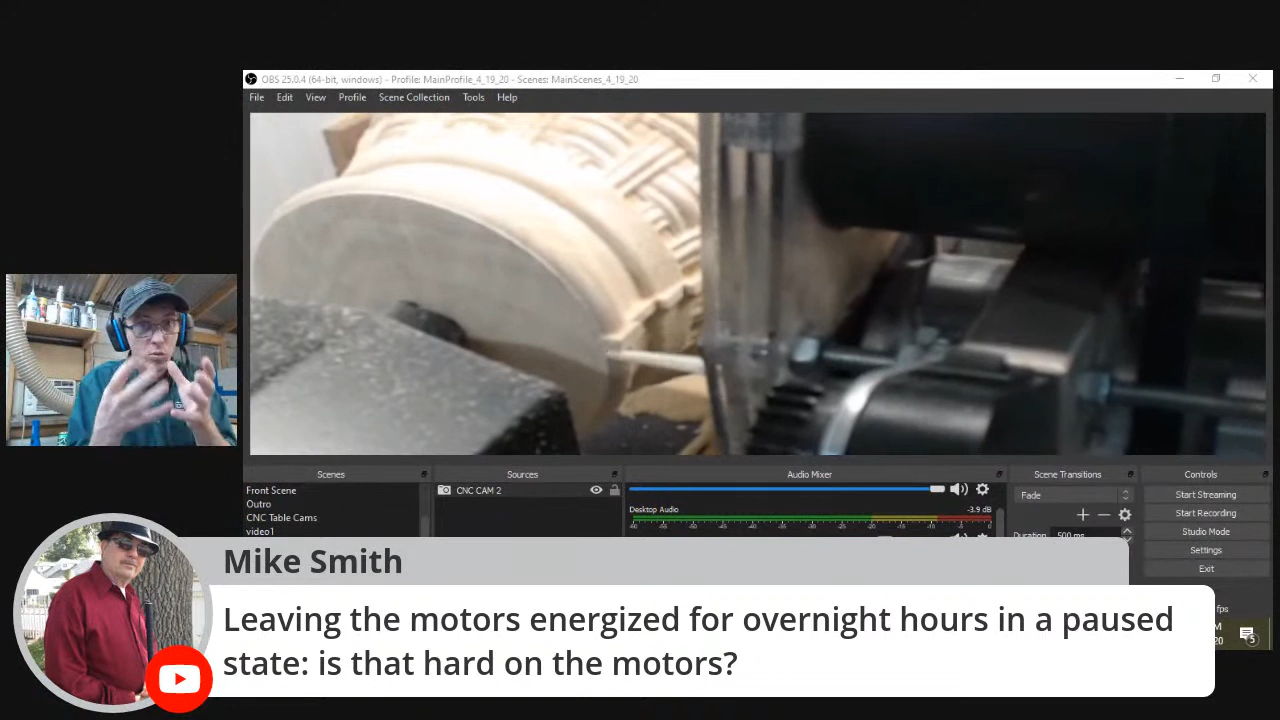 OBS 25.0.4 (64-bit, windows) - Profile: MainProfile_4_19_20 - Scenes: MainScenes_4_19_20
File Edit View Profile Scene Collection Tools Help
Scenes Sources Audio Mixer Scene Transitions Controls
Front Scene
Outro
CNC Table Cams
video1
CNC CAM 2
Desktop Audio -3.9 dB
Fade
Duration 500 ms
Start Streaming
Start Recording
Studio Mode
Settings
Exit
fps
M
20
5
Mike Smith
Leaving the motors energized for overnight hours in a paused
state: is that hard on the motors?